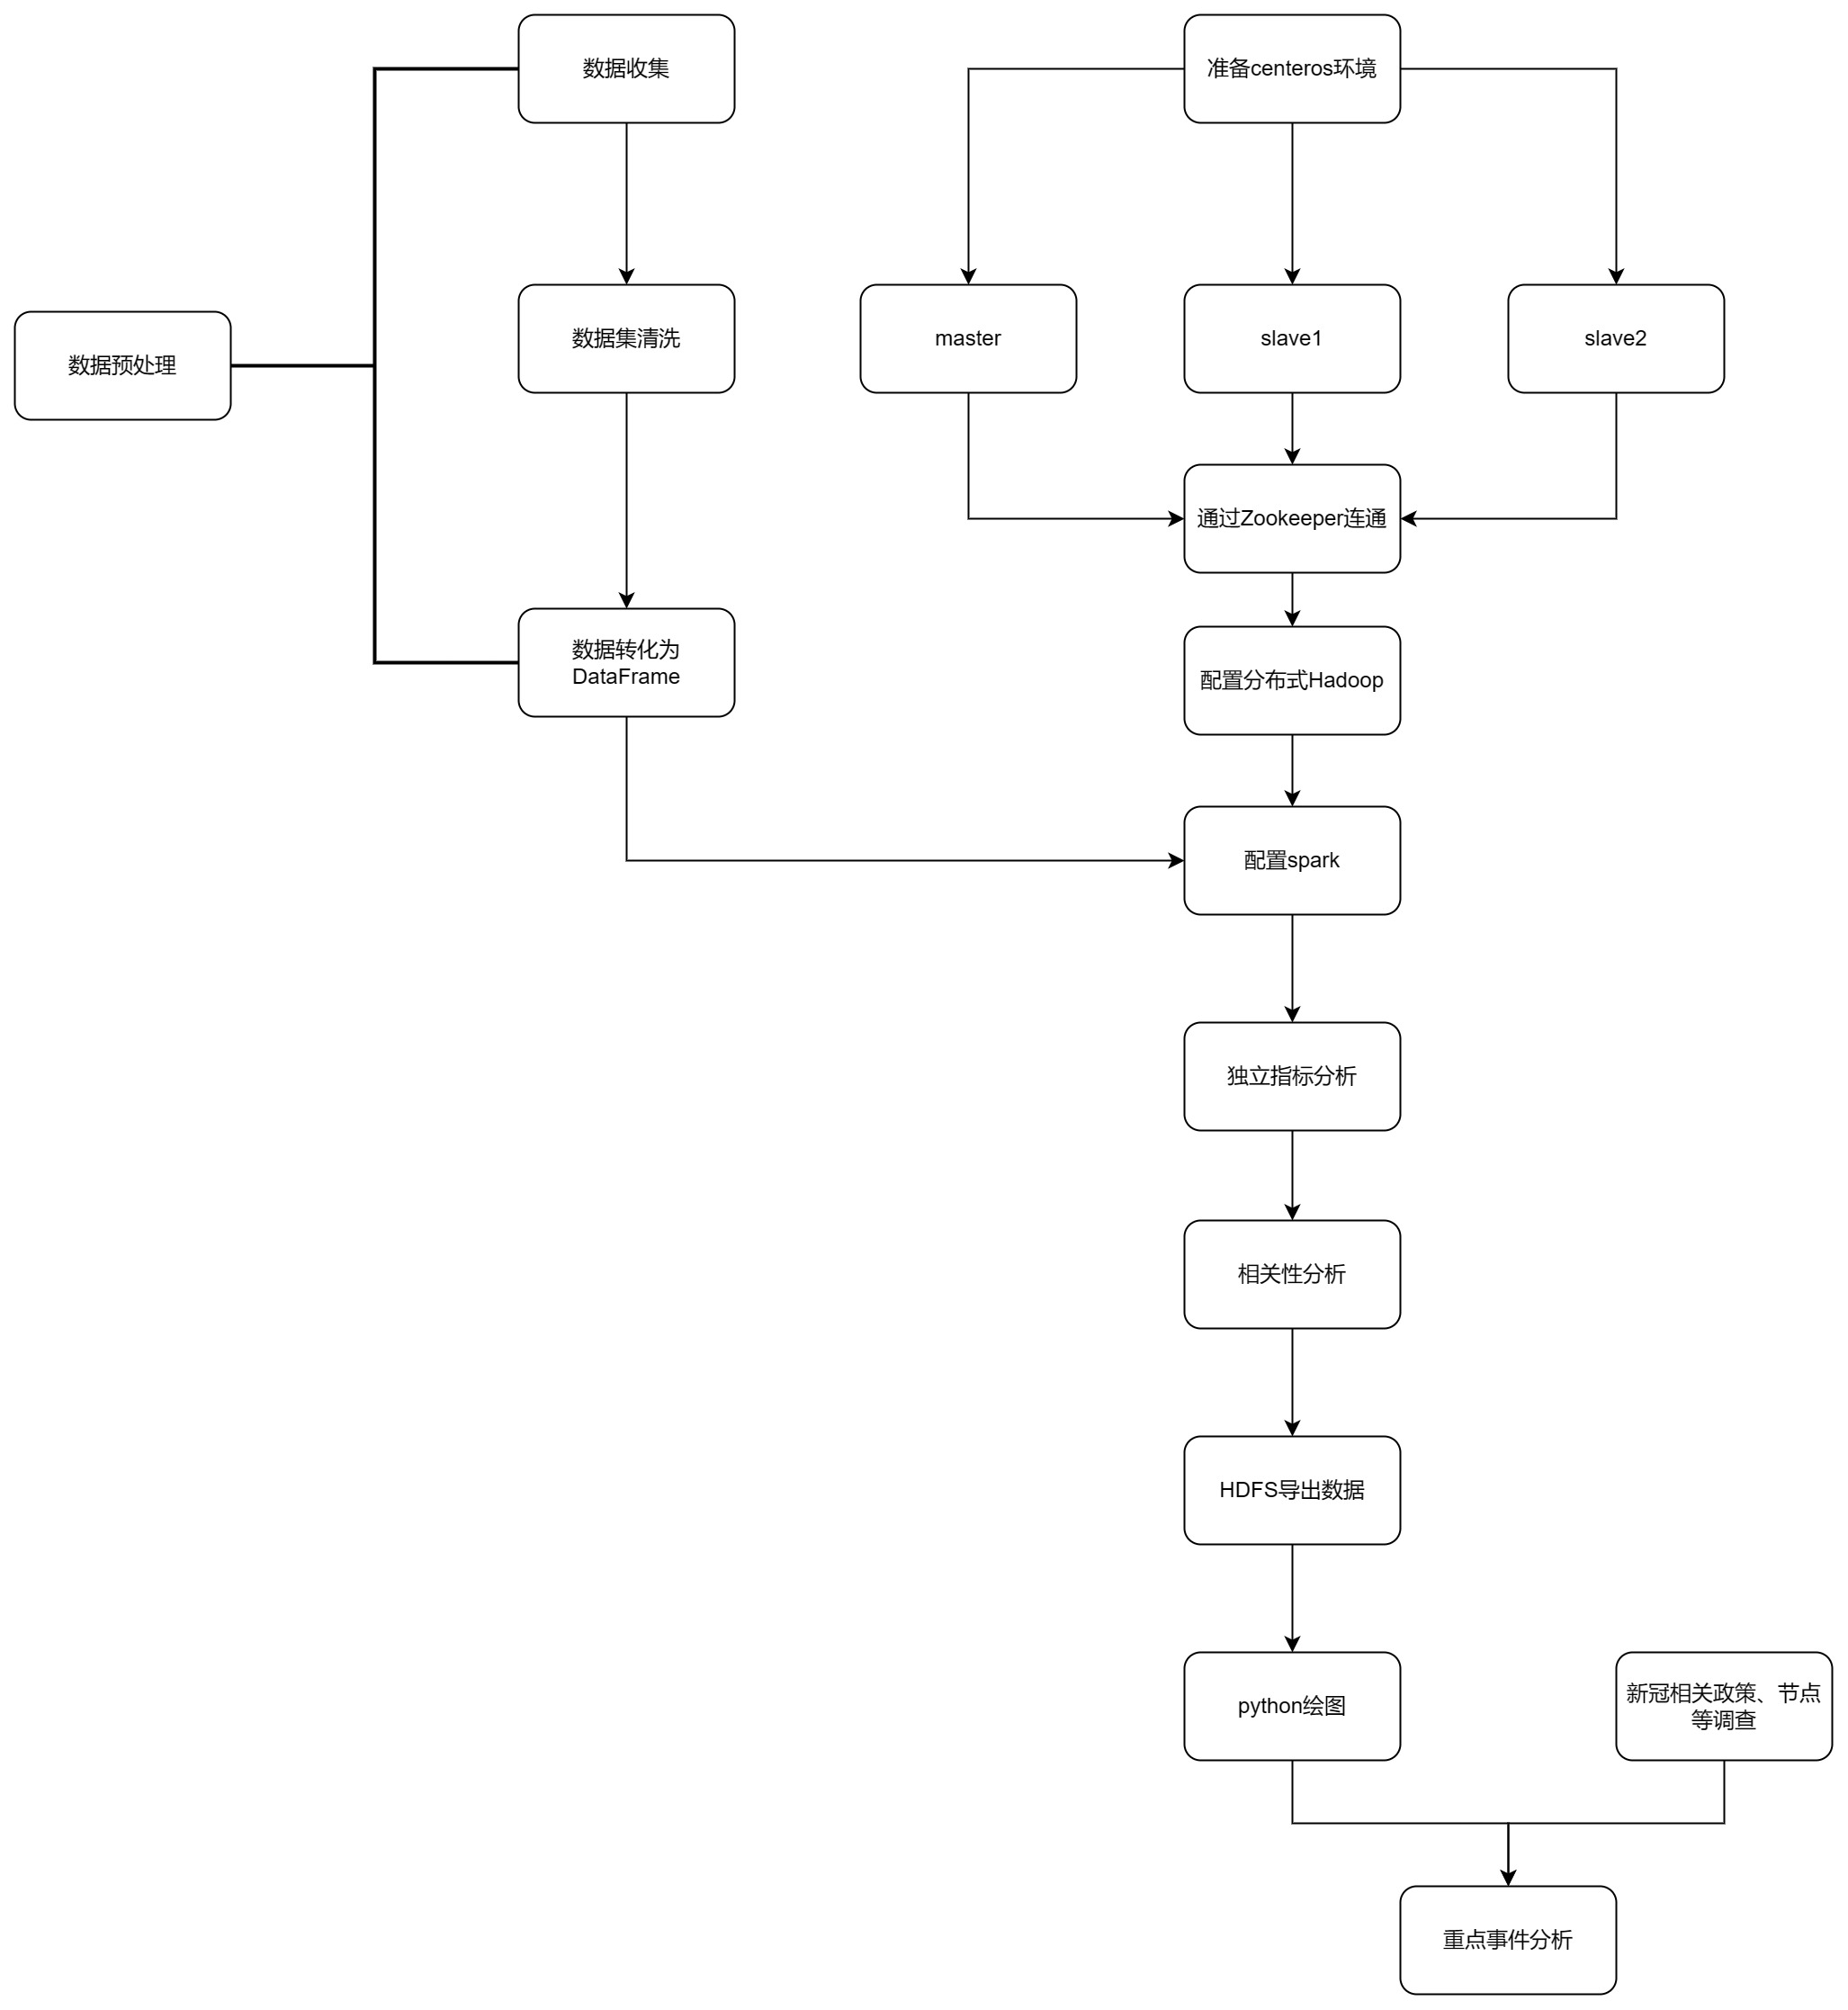 数据收集
准备centeros环境
数据预处理
数据集清洗
master
slave1
slave2
通过Zookeeper连通
数据转化为
DataFrame
配置分布式Hadoop
配置spark
独立指标分析
相关性分析
HDFS导出数据
python绘图
新冠相关政策、节点
等调查
重点事件分析